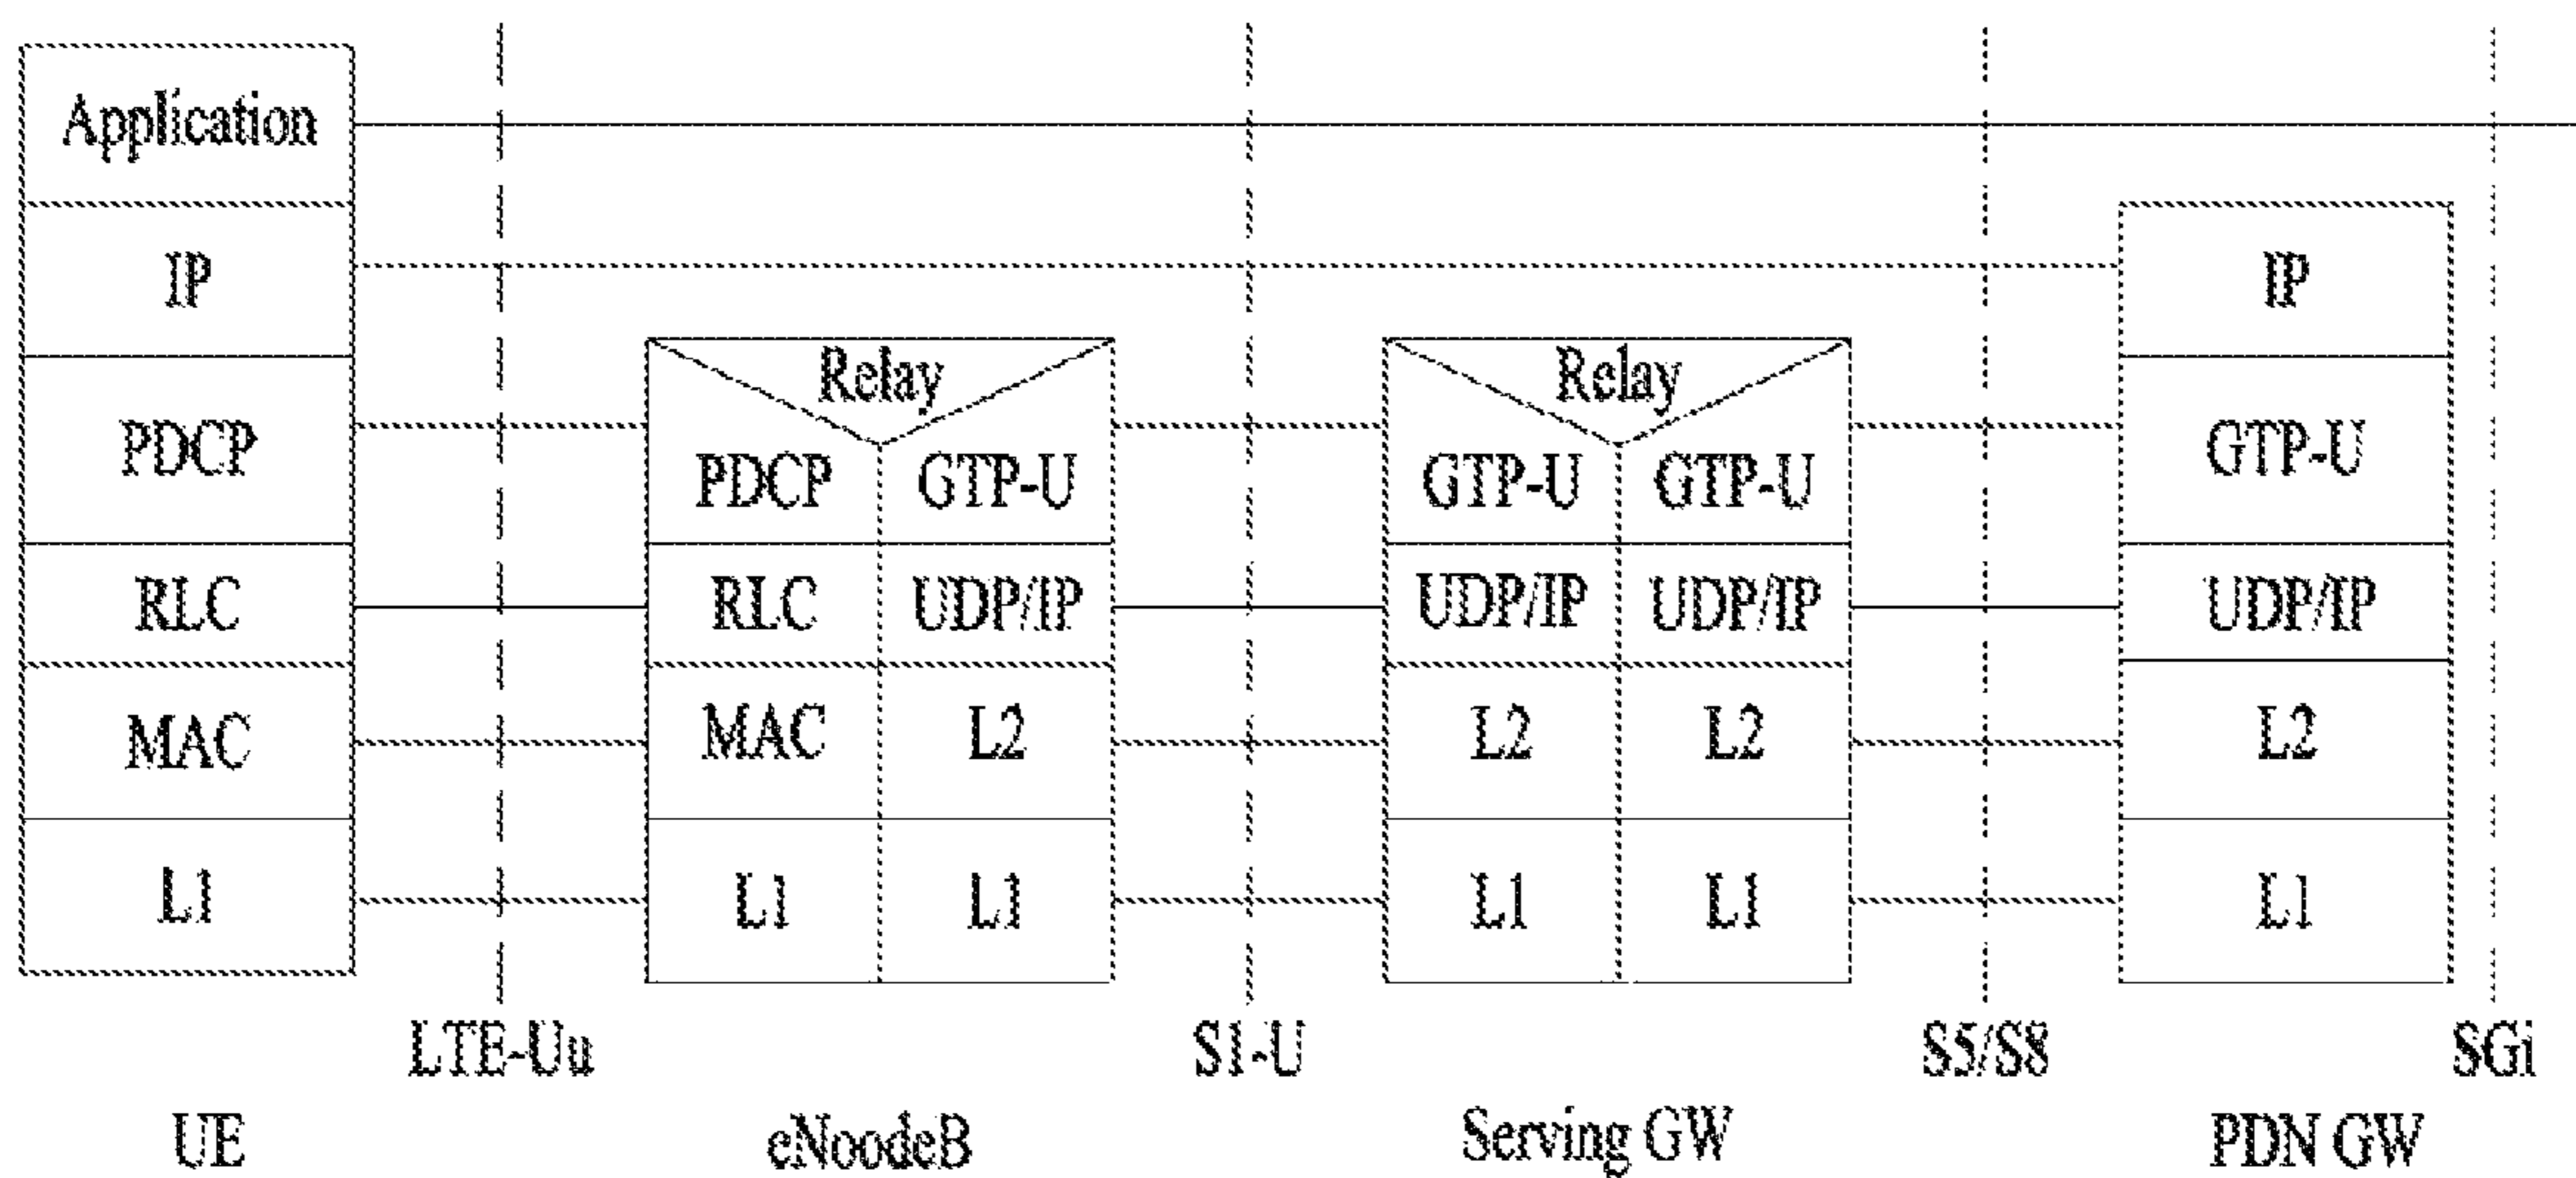 Application
IP
PDCP
RLC
MAC
L1
Relay
PDCP GTP-U
RLC UDP/IP
MAC L2
L1 L1
Relay
GTP-U GTP-U
UDP/IP UDP/IP
L2 L2
L1 L1
IP
GTP-U
UDP/IP
L2
L1
LTE-Uu S1-U S5/S8 SGi
UE eNoodeB Serving GW PDN GW